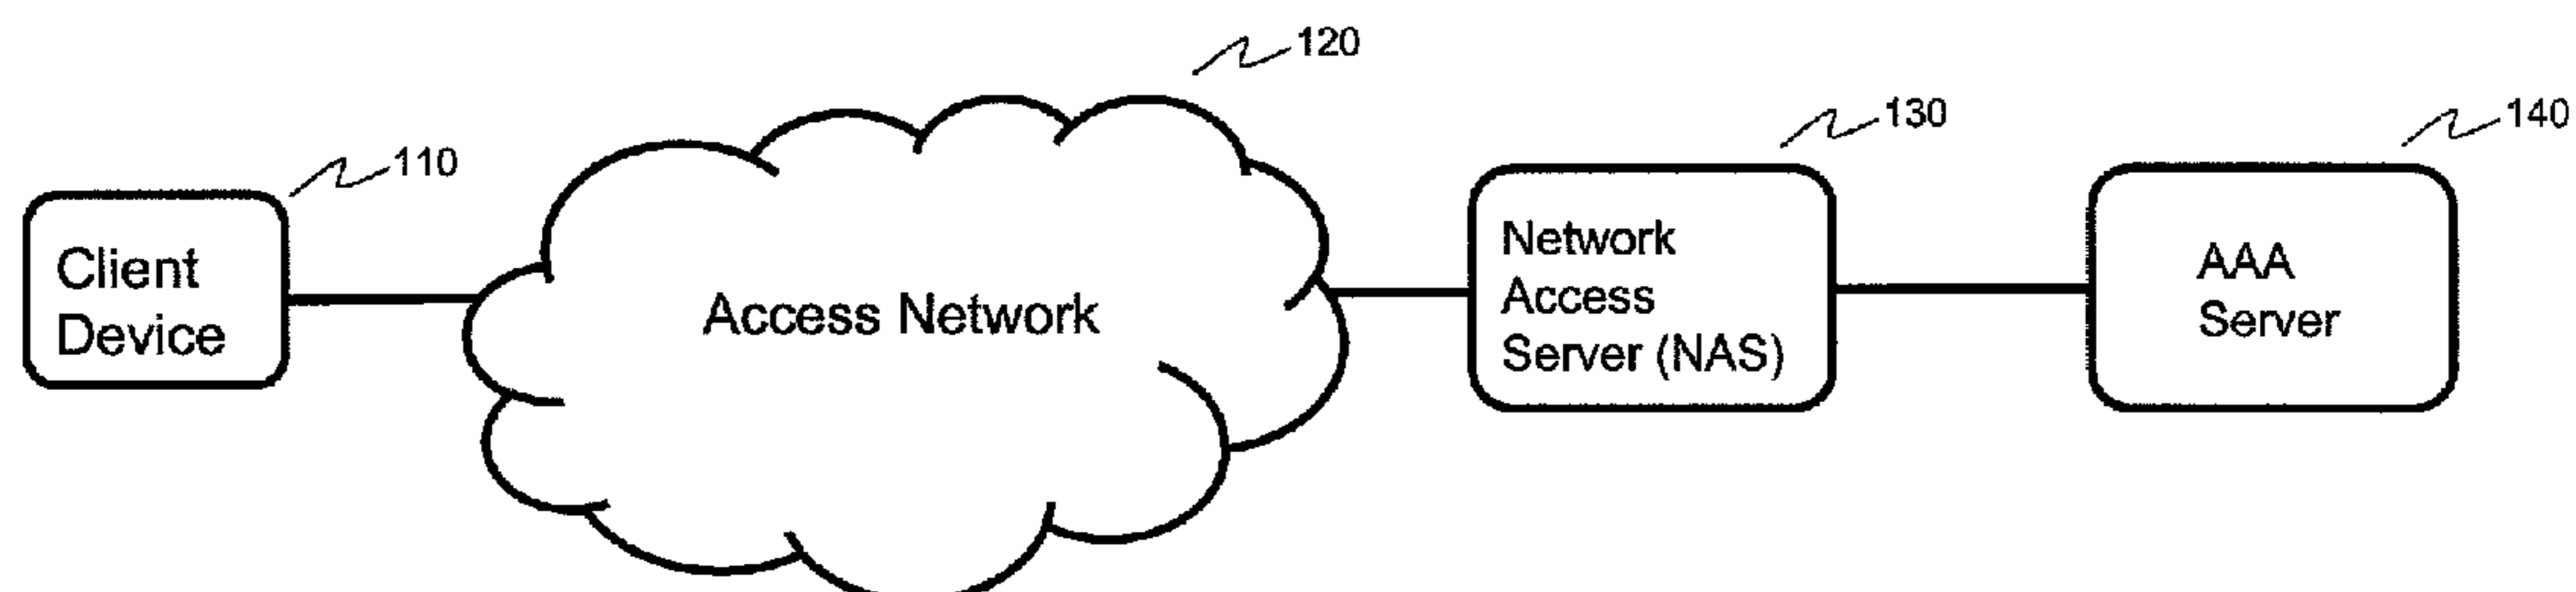 120
130
140
110
Client
Device
Access Network
Network
Access
Server (NAS)
AAA
Server